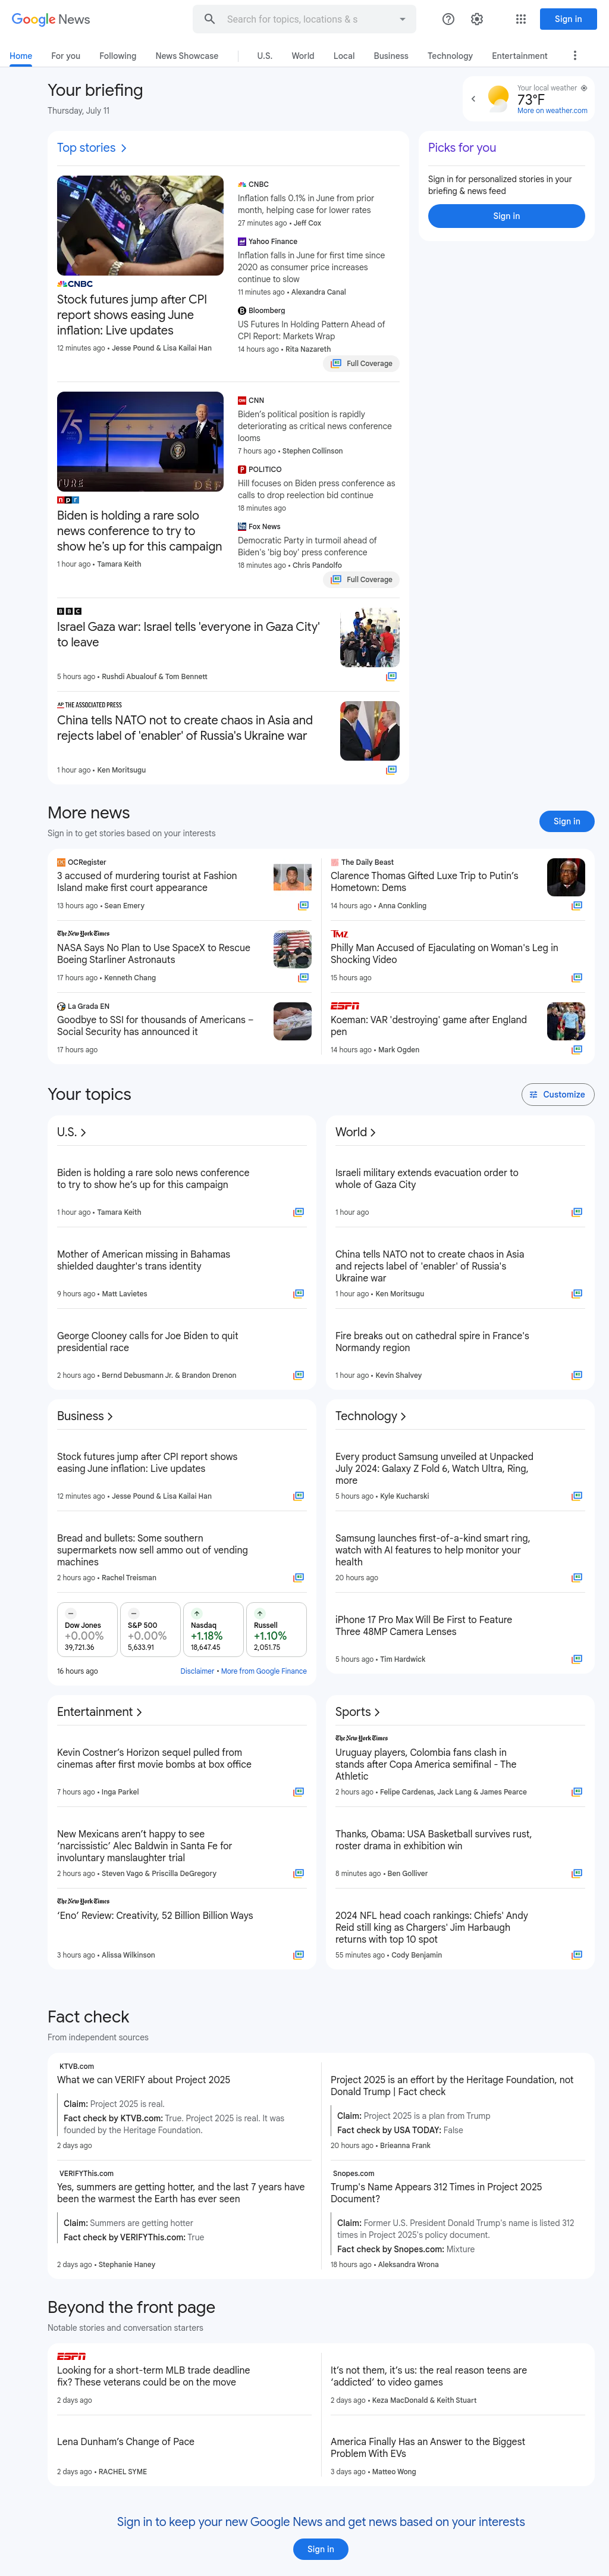 Google News
Search for topics, locations & s
Sign in
Home
For you
Following
News Showcase
U.S.
World
Local
Business
Technology
Entertainment
Your briefing
Thursday, July 11
Your local weather
73°F
More on weather.com
Top stories
CNBC
Stock futures jump after CPI
report shows easing June
inflation: Live updates
12 minutes ago • Jesse Pound & Lisa Kailai Han
CNBC
Inflation falls 0.1% in June from prior
month, helping case for lower rates
27 minutes ago • Jeff Cox
Yahoo Finance
Inflation falls in June for first time since
2020 as consumer price increases
continue to slow
11 minutes ago • Alexandra Canal
Bloomberg
US Futures In Holding Pattern Ahead of
CPI Report: Markets Wrap
14 hours ago • Rita Nazareth
Full Coverage
Picks for you
Sign in for personalized stories in your
briefing & news feed
Sign in
npr
Biden is holding a rare solo
news conference to try to
show he's up for this campaign
1 hour ago • Tamara Keith
CNN
Biden's political position is rapidly
deteriorating as critical news conference
looms
7 hours ago • Stephen Collinson
POLITICO
Hill focuses on Biden press conference as
calls to drop reelection bid continue
18 minutes ago
Fox News
Democratic Party in turmoil ahead of
Biden's 'big boy' press conference
18 minutes ago • Chris Pandolfo
Full Coverage
BBC
Israel Gaza war: Israel tells 'everyone in Gaza City'
to leave
5 hours ago • Rushdi Abualouf & Tom Bennett
AP THE ASSOCIATED PRESS
China tells NATO not to create chaos in Asia and
rejects label of 'enabler' of Russia's Ukraine war
1 hour ago • Ken Moritsugu
More news
Sign in to get stories based on your interests
Sign in
OCRegister
3 accused of murdering tourist at Fashion
Island make first court appearance
13 hours ago • Sean Emery
The New York Times
NASA Says No Plan to Use SpaceX to Rescue
Boeing Starliner Astronauts
17 hours ago • Kenneth Chang
La Grada EN
Goodbye to SSI for thousands of Americans –
Social Security has announced it
17 hours ago
The Daily Beast
Clarence Thomas Gifted Luxe Trip to Putin's
Hometown: Dems
14 hours ago • Anna Conkling
TMZ
Philly Man Accused of Ejaculating on Woman's Leg in
Shocking Video
15 hours ago
ESPN
Koeman: VAR 'destroying' game after England
pen
14 hours ago • Mark Ogden
Your topics
Customize
U.S.
Biden is holding a rare solo news conference
to try to show he's up for this campaign
1 hour ago • Tamara Keith
Mother of American missing in Bahamas
shielded daughter's trans identity
9 hours ago • Matt Lavietes
George Clooney calls for Joe Biden to quit
presidential race
2 hours ago • Bernd Debusmann Jr. & Brandon Drenon
World
Israeli military extends evacuation order to
whole of Gaza City
1 hour ago
China tells NATO not to create chaos in Asia
and rejects label of 'enabler' of Russia's
Ukraine war
1 hour ago • Ken Moritsugu
Fire breaks out on cathedral spire in France's
Normandy region
1 hour ago • Kevin Shalvey
Business
Stock futures jump after CPI report shows
easing June inflation: Live updates
12 minutes ago • Jesse Pound & Lisa Kailai Han
Bread and bullets: Some southern
supermarkets now sell ammo out of vending
machines
2 hours ago • Rachel Treisman
Dow Jones
+0.00%
39,721.36
S&P 500
+0.00%
5,633.91
Nasdaq
+1.18%
18,647.45
Russell
+1.10%
2,051.75
16 hours ago
Disclaimer • More from Google Finance
Technology
Every product Samsung unveiled at Unpacked
July 2024: Galaxy Z Fold 6, Watch Ultra, Ring,
more
5 hours ago • Kyle Kucharski
Samsung launches first-of-a-kind smart ring,
watch with AI features to help monitor your
health
20 hours ago
iPhone 17 Pro Max Will Be First to Feature
Three 48MP Camera Lenses
5 hours ago • Tim Hardwick
Entertainment
Kevin Costner's Horizon sequel pulled from
cinemas after first movie bombs at box office
7 hours ago • Inga Parkel
New Mexicans aren't happy to see
'narcissistic' Alec Baldwin in Santa Fe for
involuntary manslaughter trial
2 hours ago • Steven Vago & Priscilla DeGregory
The New York Times
'Eno' Review: Creativity, 52 Billion Billion Ways
3 hours ago • Alissa Wilkinson
Sports
The New York Times
Uruguay players, Colombia fans clash in
stands after Copa America semifinal - The
Athletic
2 hours ago • Felipe Cardenas, Jack Lang & James Pearce
Thanks, Obama: USA Basketball survives rust,
roster drama in exhibition win
8 minutes ago • Ben Golliver
2024 NFL head coach rankings: Chiefs' Andy
Reid still king as Chargers' Jim Harbaugh
returns with top 10 spot
55 minutes ago • Cody Benjamin
Fact check
From independent sources
KTVB.com
What we can VERIFY about Project 2025
Claim: Project 2025 is real.
Fact check by KTVB.com: True. Project 2025 is real. It was
founded by the Heritage Foundation.
2 days ago
VERIFYThis.com
Yes, summers are getting hotter, and the last 7 years have
been the warmest the Earth has ever seen
Claim: Summers are getting hotter
Fact check by VERIFYThis.com: True
2 days ago • Stephanie Haney
Project 2025 is an effort by the Heritage Foundation, not
Donald Trump | Fact check
Claim: Project 2025 is a plan from Trump
Fact check by USA TODAY: False
20 hours ago • Brieanna Frank
Snopes.com
Trump's Name Appears 312 Times in Project 2025
Document?
Claim: Former U.S. President Donald Trump's name is listed 312
times in Project 2025's policy document.
Fact check by Snopes.com: Mixture
18 hours ago • Aleksandra Wrona
Beyond the front page
Notable stories and conversation starters
ESPN
Looking for a short-term MLB trade deadline
fix? These veterans could be on the move
2 days ago
Lena Dunham's Change of Pace
2 days ago • RACHEL SYME
It's not them, it's us: the real reason teens are
'addicted' to video games
2 days ago • Keza MacDonald & Keith Stuart
America Finally Has an Answer to the Biggest
Problem With EVs
3 days ago • Matteo Wong
Sign in to keep your new Google News and get news based on your interests
Sign in